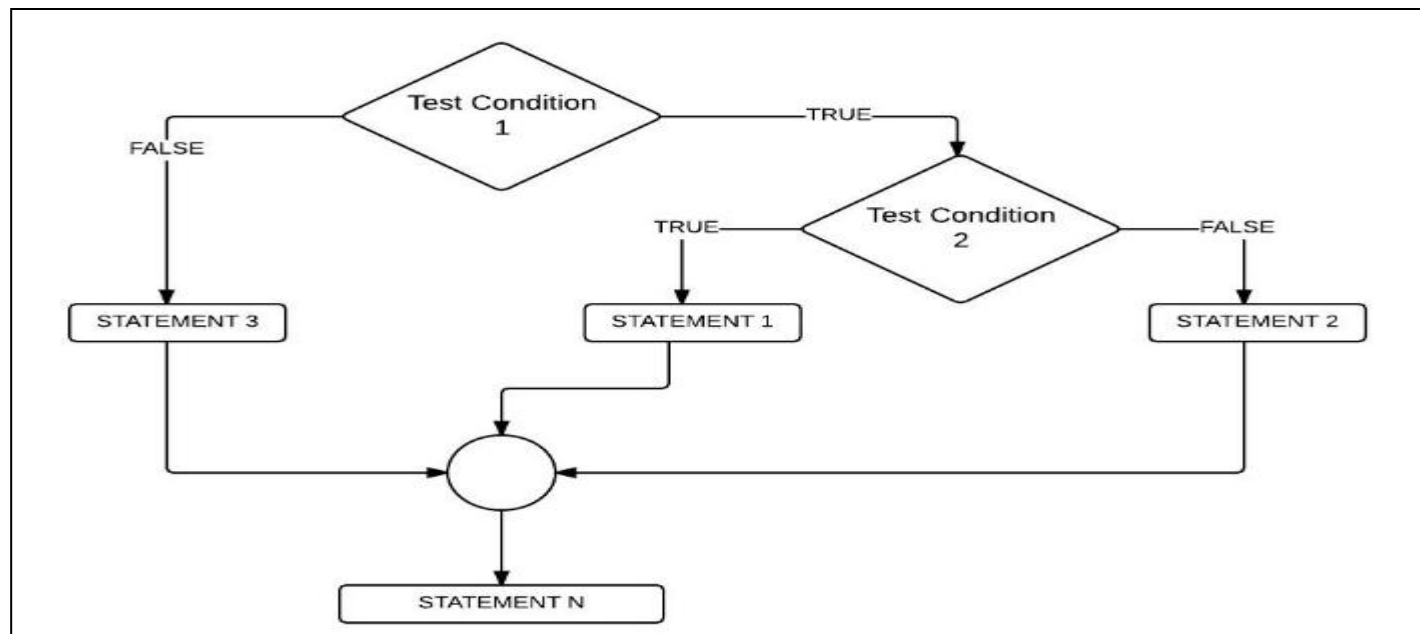 Test Condition
1
TRUE
FALSE
Test Condition
2
TRUE
FALSE
STATEMENT 3
STATEMENT 1
STATEMENT 2
STATEMENT N